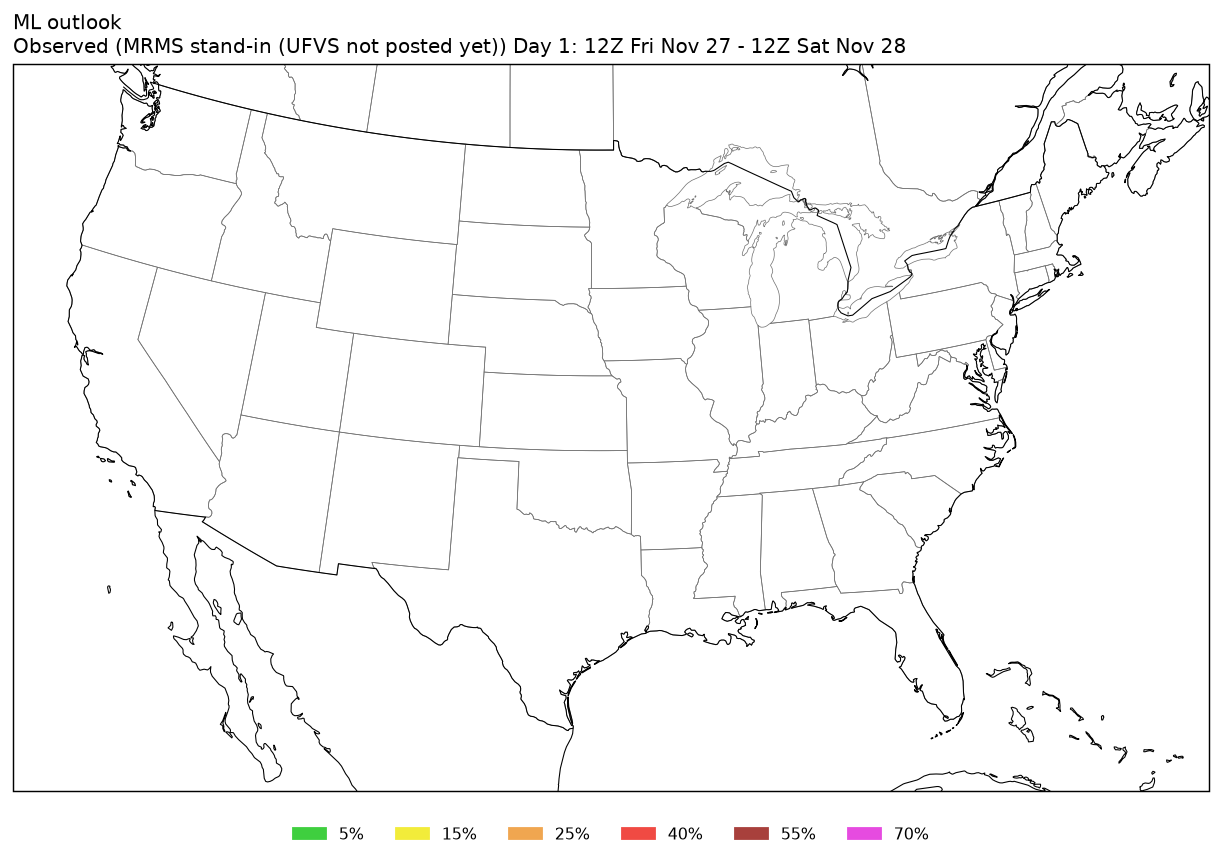 ML outlook
Observed (MRMS stand-in (UFVS not posted yet)) Day 1: 12Z Fri Nov 27 - 12Z Sat Nov 28
5% 15% 25% 40% 55% 70%